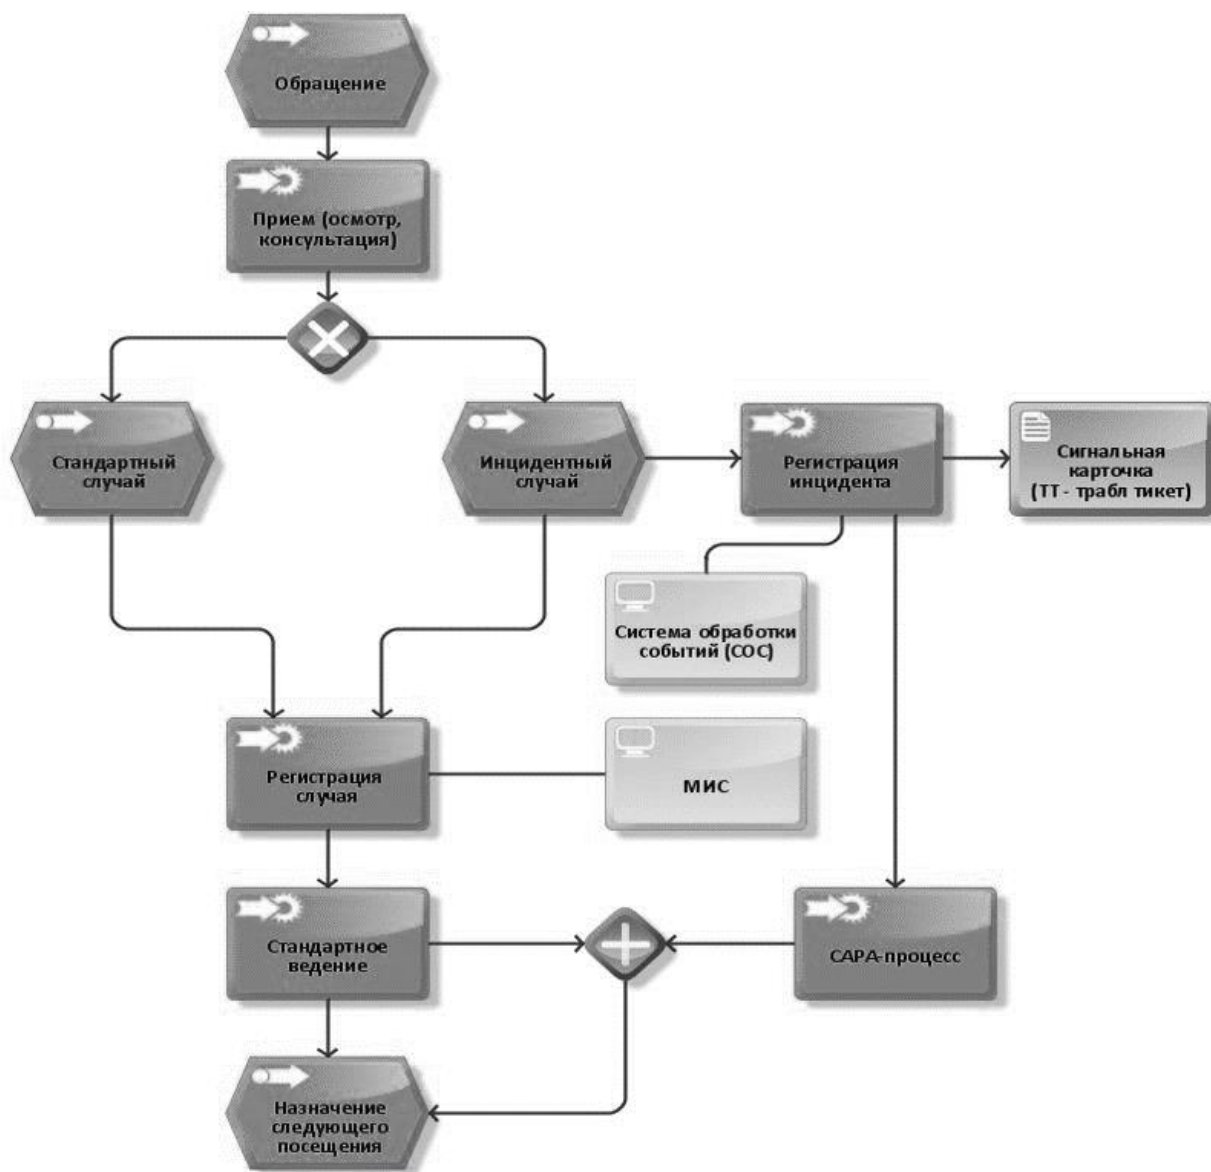 Обращение
Прием (осмотр,
консультация)
Стандартный
случай
Инцидентный
случай
Регистрация
инцидента
Сигнальная
карточка
(ТТ - трабл тикет)
Система обработки
событий (СОС)
Регистрация
случая
МИС
Стандартное
ведение
САРА-процесс
Назначение
следующего
посещения